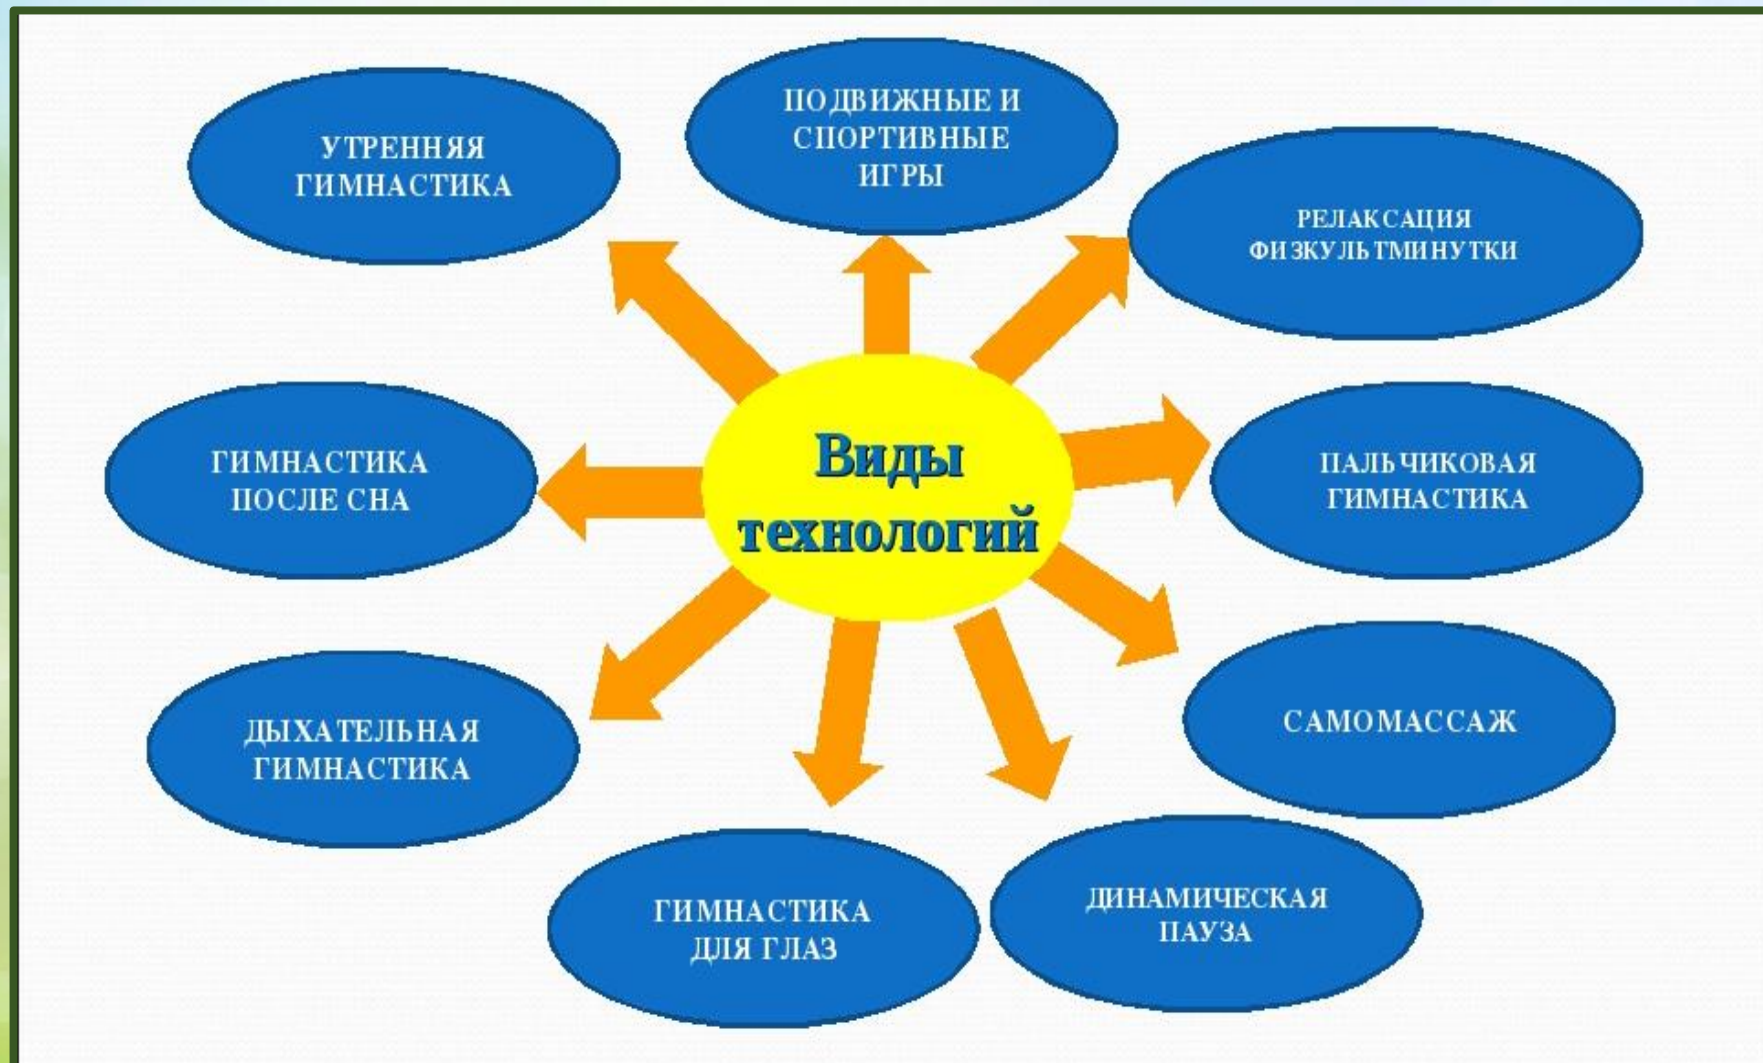 УТРЕННЯЯ
ГИМНАСТИКА
ПОДВИЖНЫЕ И
СПОРТИВНЫЕ
ИГРЫ
РЕЛАКСАЦИЯ
ФИЗКУЛЬТМИНУТКИ
ГИМНАСТИКА
ПОСЛЕ СНА
Виды
технологий
ПАЛЬЧИКОВАЯ
ГИМНАСТИКА
ДЫХАТЕЛЬНАЯ
ГИМНАСТИКА
САМОМАССАЖ
ГИМНАСТИКА
ДЛЯ ГЛАЗ
ДИНАМИЧЕСКАЯ
ПАУЗА